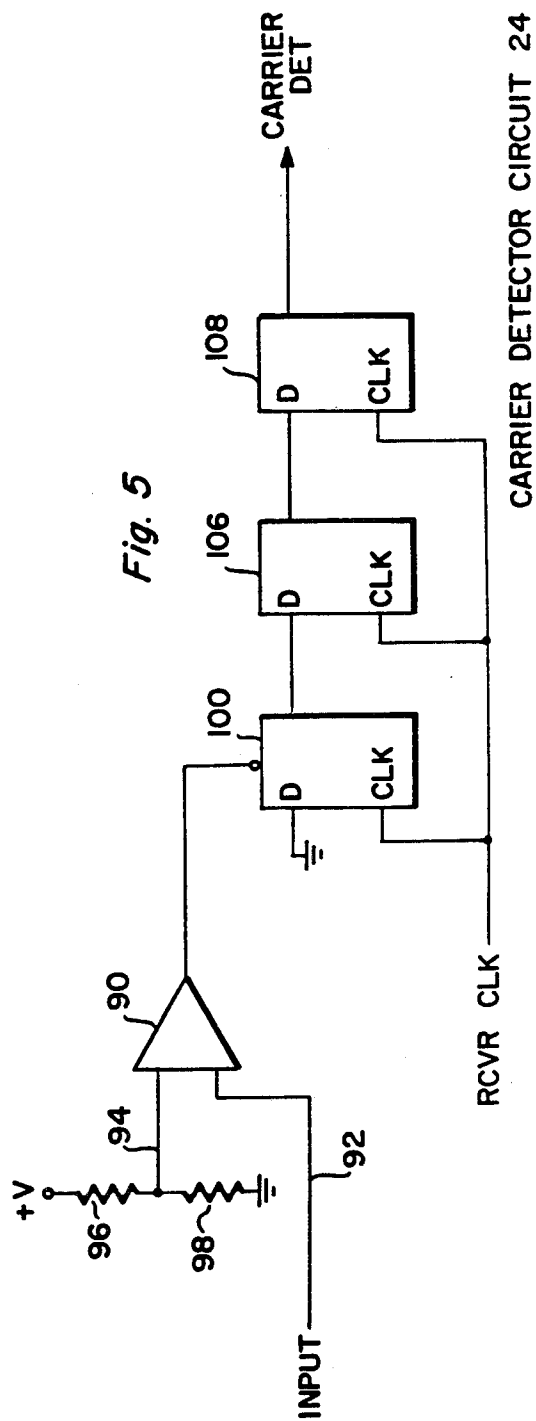 Fig. 5
+V
96
98
94
90
92
INPUT
100
D
CLK
106
D
CLK
108
D
CLK
CARRIER
DET
RCVR CLK
CARRIER DETECTOR CIRCUIT 24